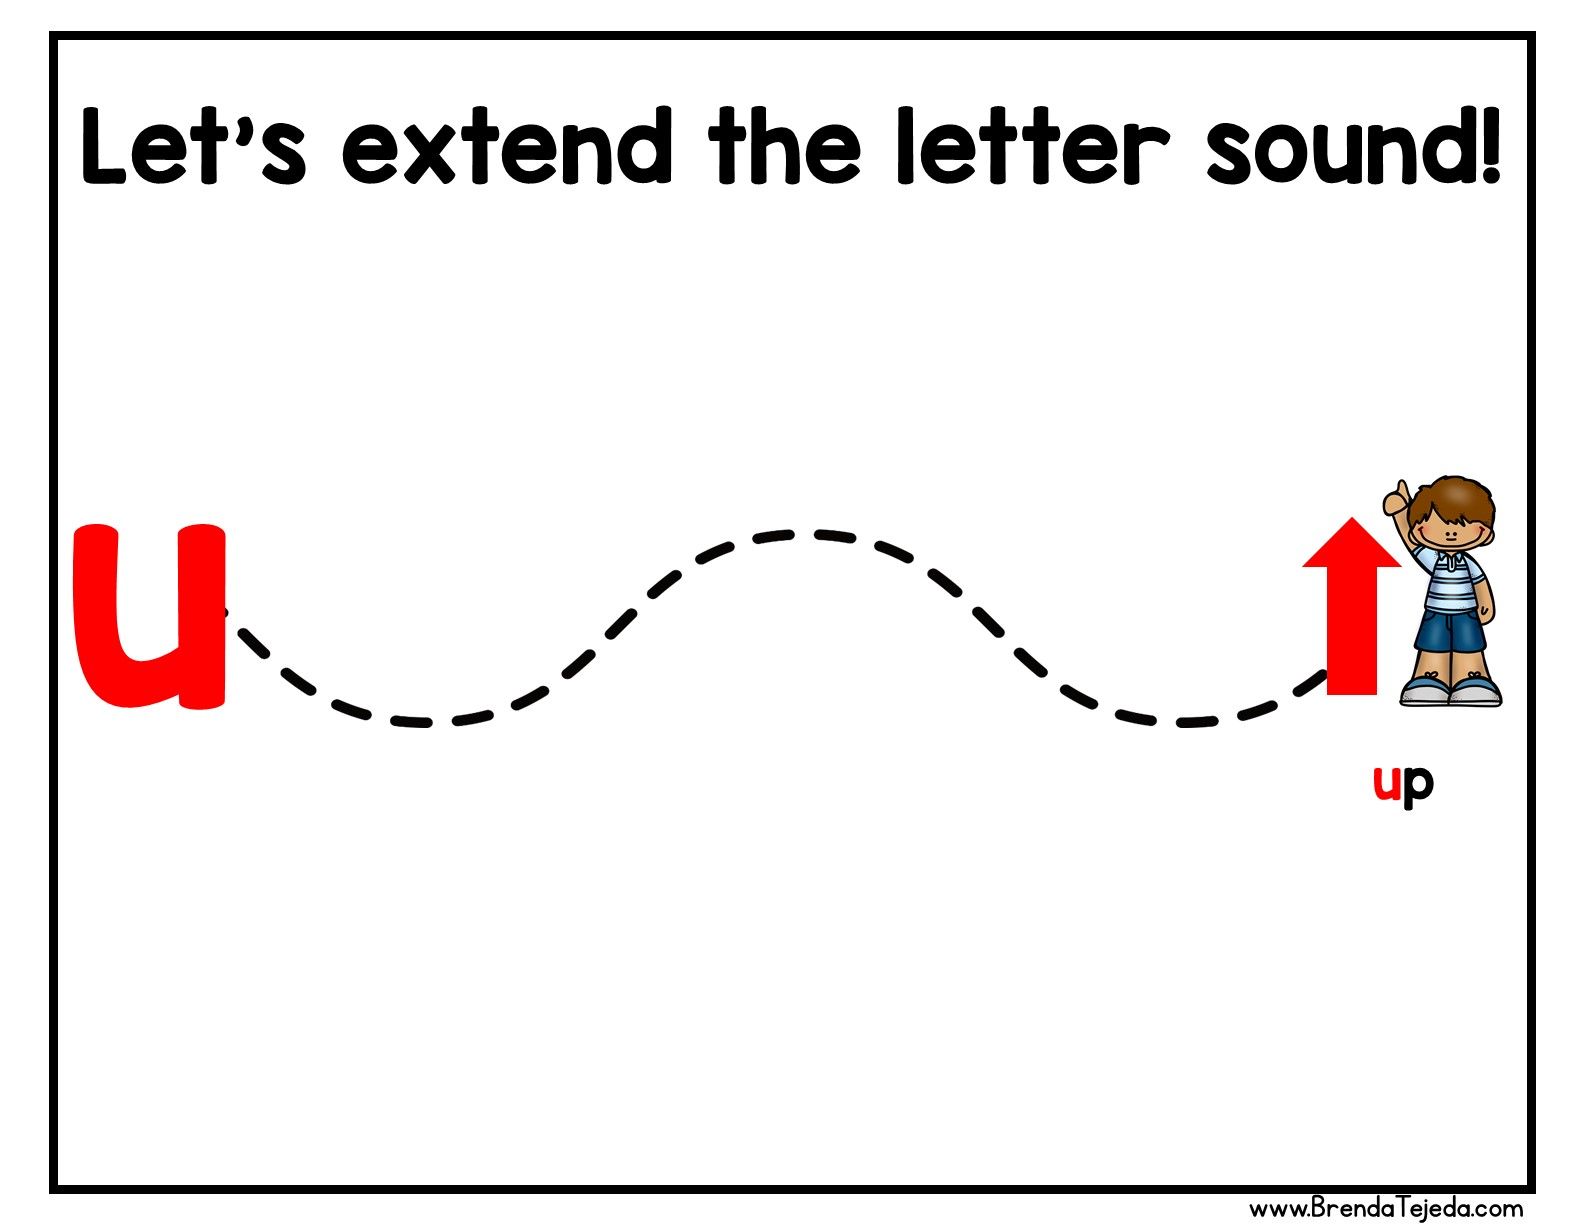 Let's extend the letter sound!
u
up
www.BrendaTejeda.com